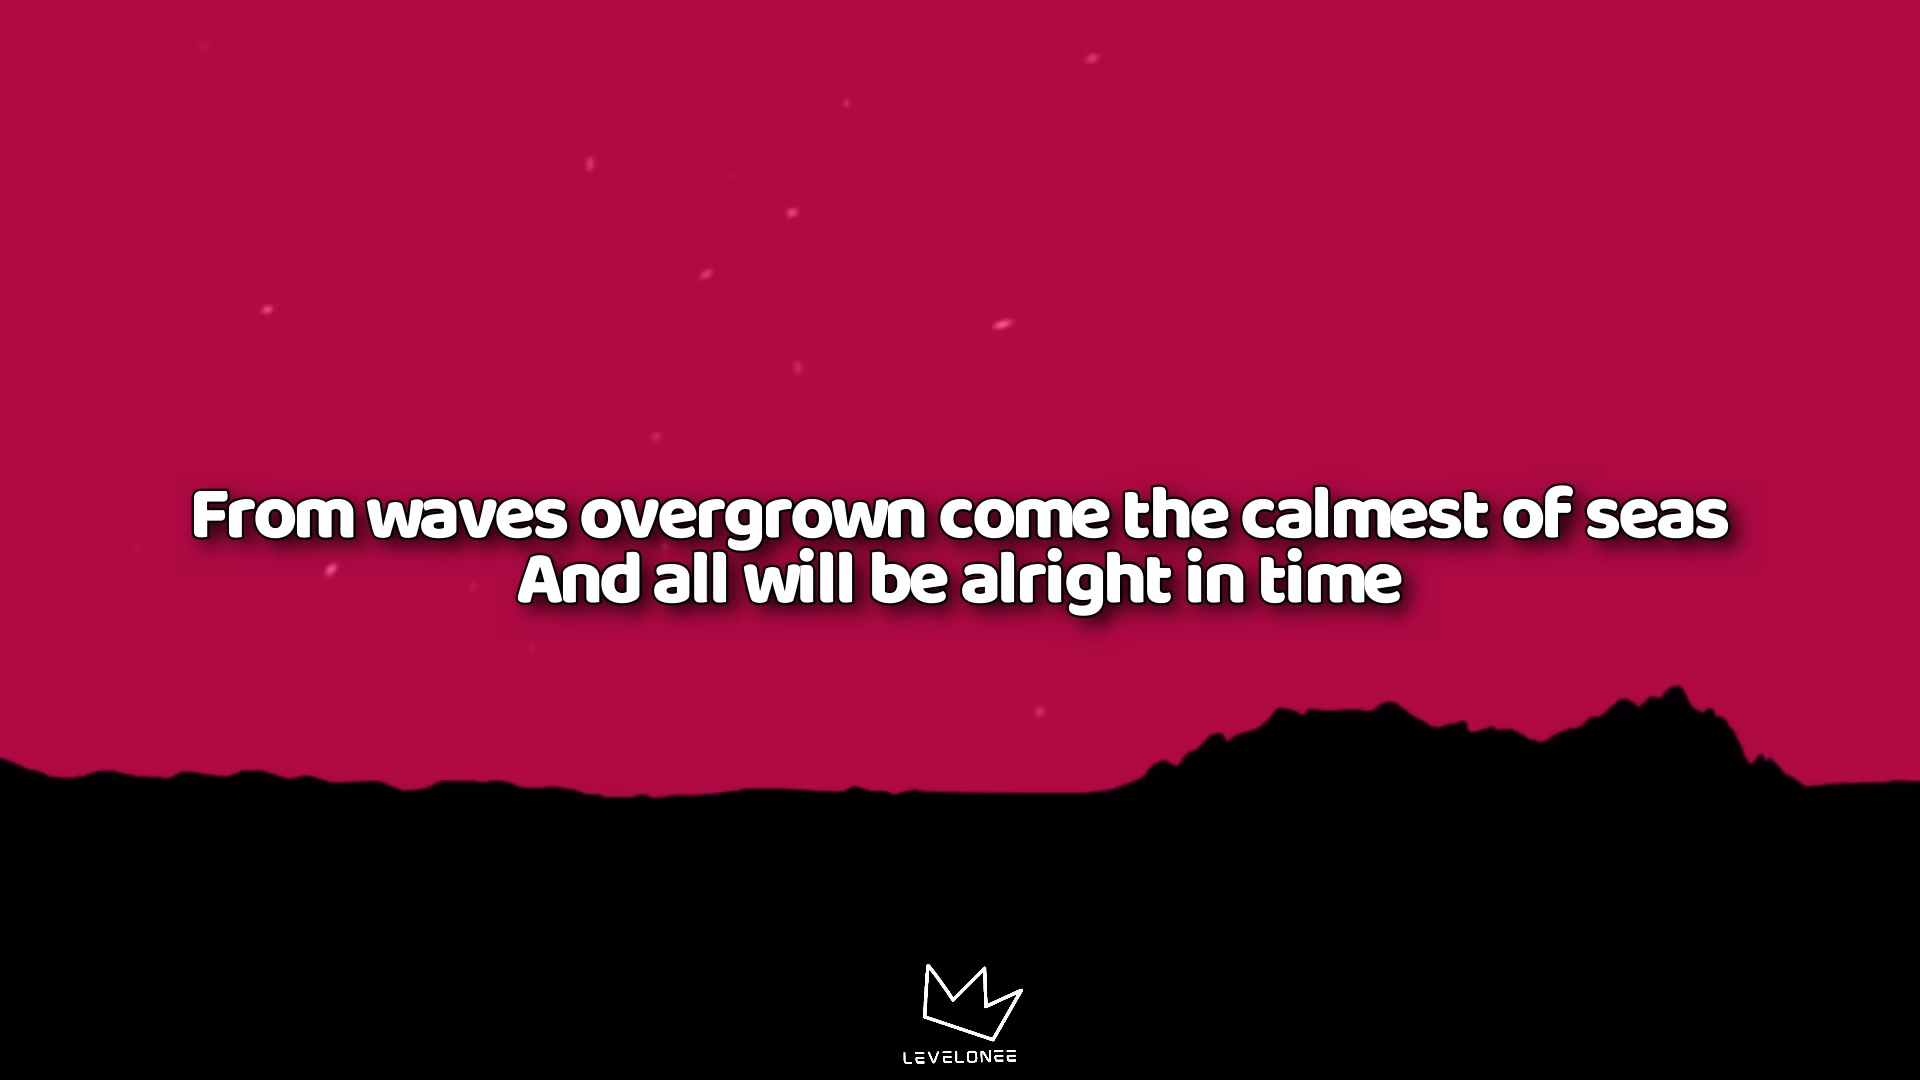 From waves overgrown come the calmest of seas
And all will be alright in time
LEVELONEE